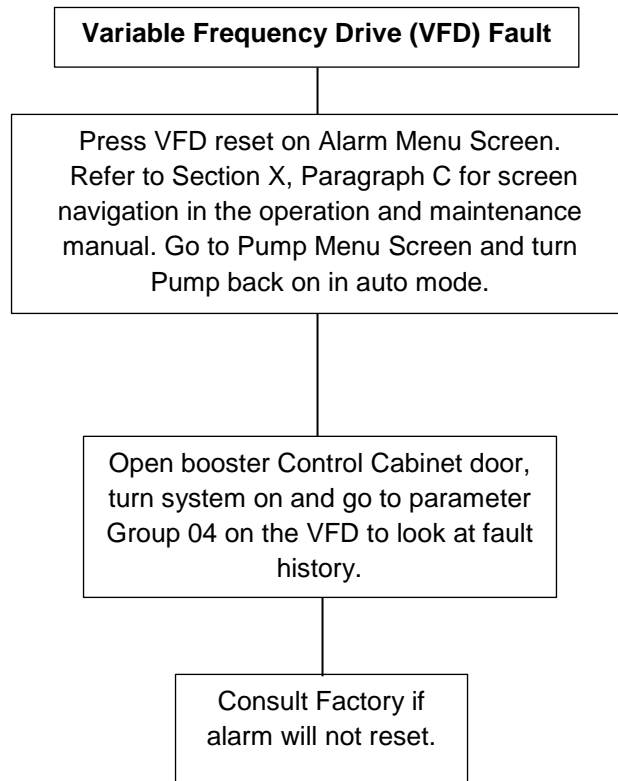 Variable Frequency Drive (VFD) Fault
Press VFD reset on Alarm Menu Screen.
Refer to Section X, Paragraph C for screen
navigation in the operation and maintenance
manual. Go to Pump Menu Screen and turn
Pump back on in auto mode.
Open booster Control Cabinet door,
turn system on and go to parameter
Group 04 on the VFD to look at fault
history.
Consult Factory if
alarm will not reset.